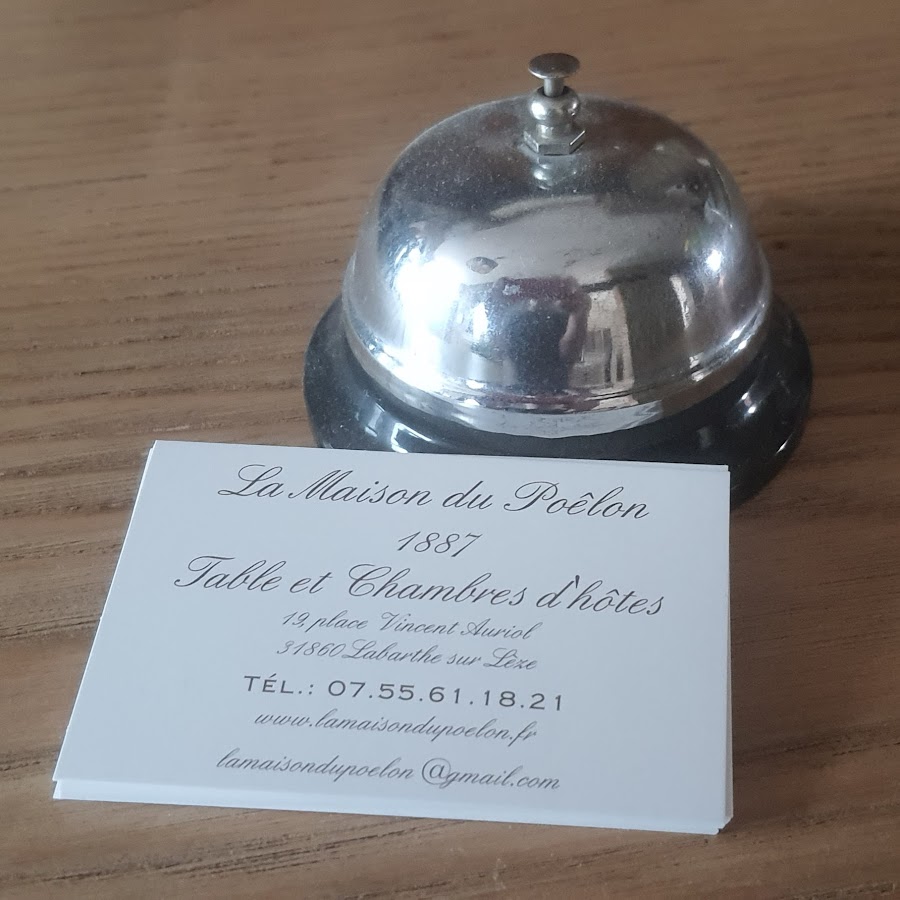 La Maison du Poêlon
1887
Table et Chambres d'hôtes
19, place Vincent Auriol
31860 Labarthe sur Lèze
TÉL.: 07.55.61.18.21
www.lamaisondupoelon.fr
lamaisondupoelon @gmail.com